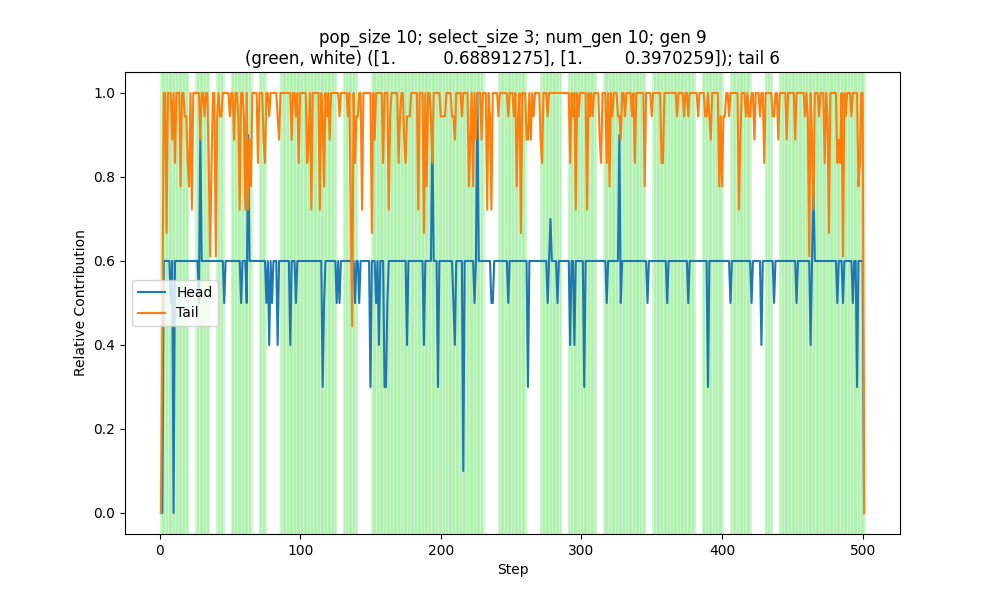 pop_size 10; select_size 3; num_gen 10; gen 9
(green, white) ([1. 0.68891275], [1. 0.3970259]); tail 6
1.0
0.8
0.6
0.4
0.2
0.0
Relative Contribution
Head
Tail
0 100 200 300 400 500
Step